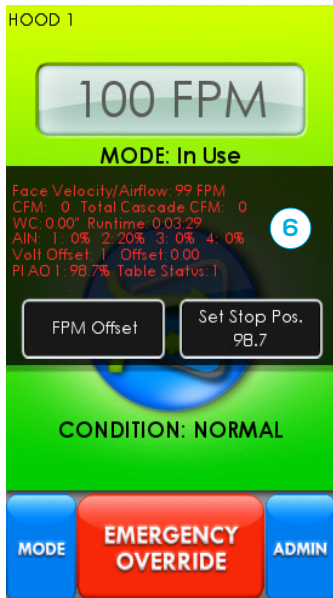 HOOD 1
100 FPM
MODE: In Use
Face Velocity/Airflow: 99 FPM
CFM: 0 Total Cascade CFM: 0
WC: 0.00" Runtime: 0:03:29
AIN: 1: 0% 2: 20% 3: 0% 4: 0%
Volt Offset: 1 Offset: 0.00
PI AO 1: 98.7% Table Status: 1
6
FPM Offset
Set Stop Pos.
98.7
CONDITION: NORMAL
MODE
EMERGENCY
OVERRIDE
ADMIN